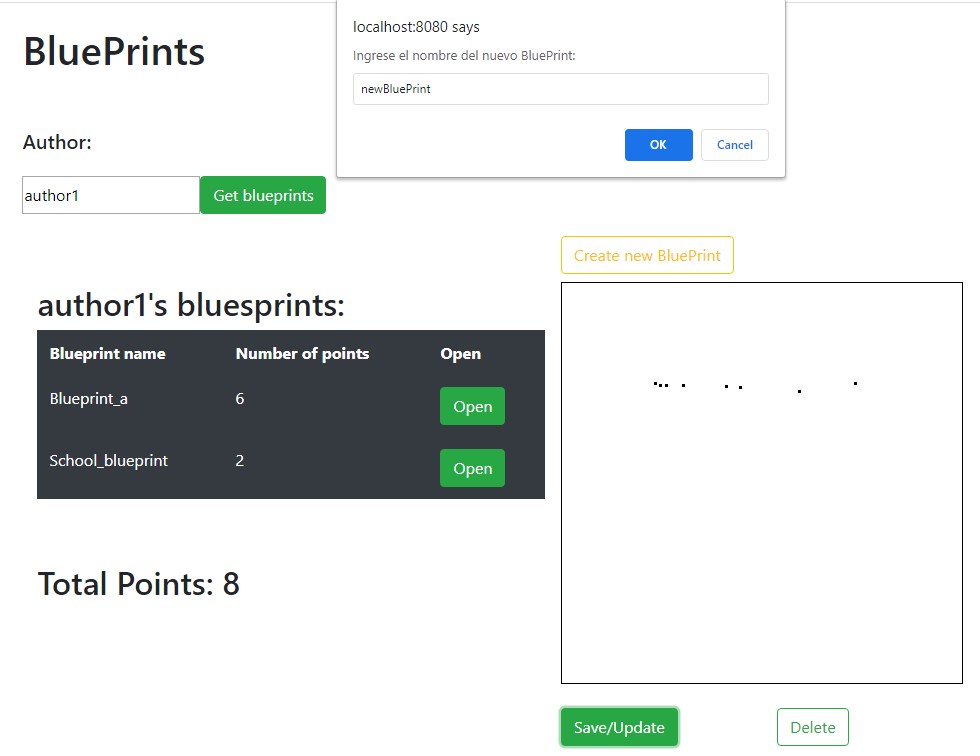 BluePrints
localhost:8080 says
Ingrese el nombre del nuevo BluePrint:
newBluePrint
OK Cancel
Author:
author1 Get blueprints
Create new BluePrint
author1's bluesprints:
Blueprint name Number of points Open
Blueprint_a 6 Open
School_blueprint 2 Open
Total Points: 8
Save/Update Delete